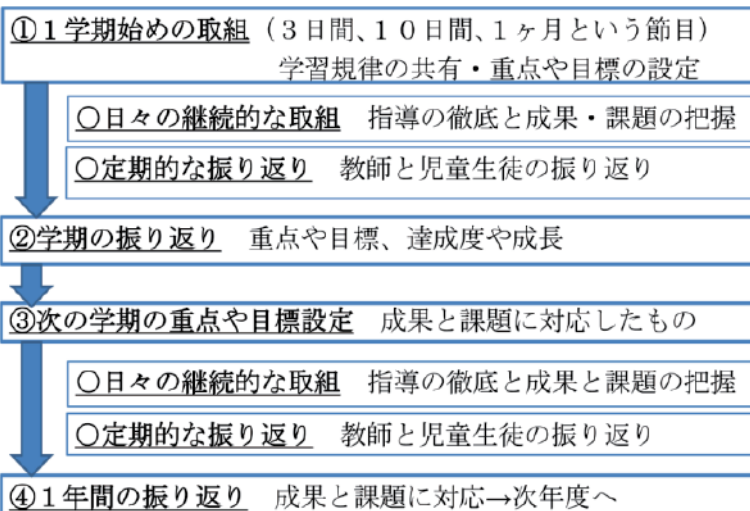 ①１学期始めの取組（３日間、１０日間、１ヶ月という節目）
学習規律の共有・重点や目標の設定
○日々の継続的な取組　指導の徹底と成果・課題の把握
○定期的な振り返り　教師と児童生徒の振り返り
②学期の振り返り　重点や目標、達成度や成長
③次の学期の重点や目標設定　成果と課題に対応したもの
○日々の継続的な取組　指導の徹底と成果と課題の把握
○定期的な振り返り　教師と児童生徒の振り返り
④１年間の振り返り　成果と課題に対応→次年度へ